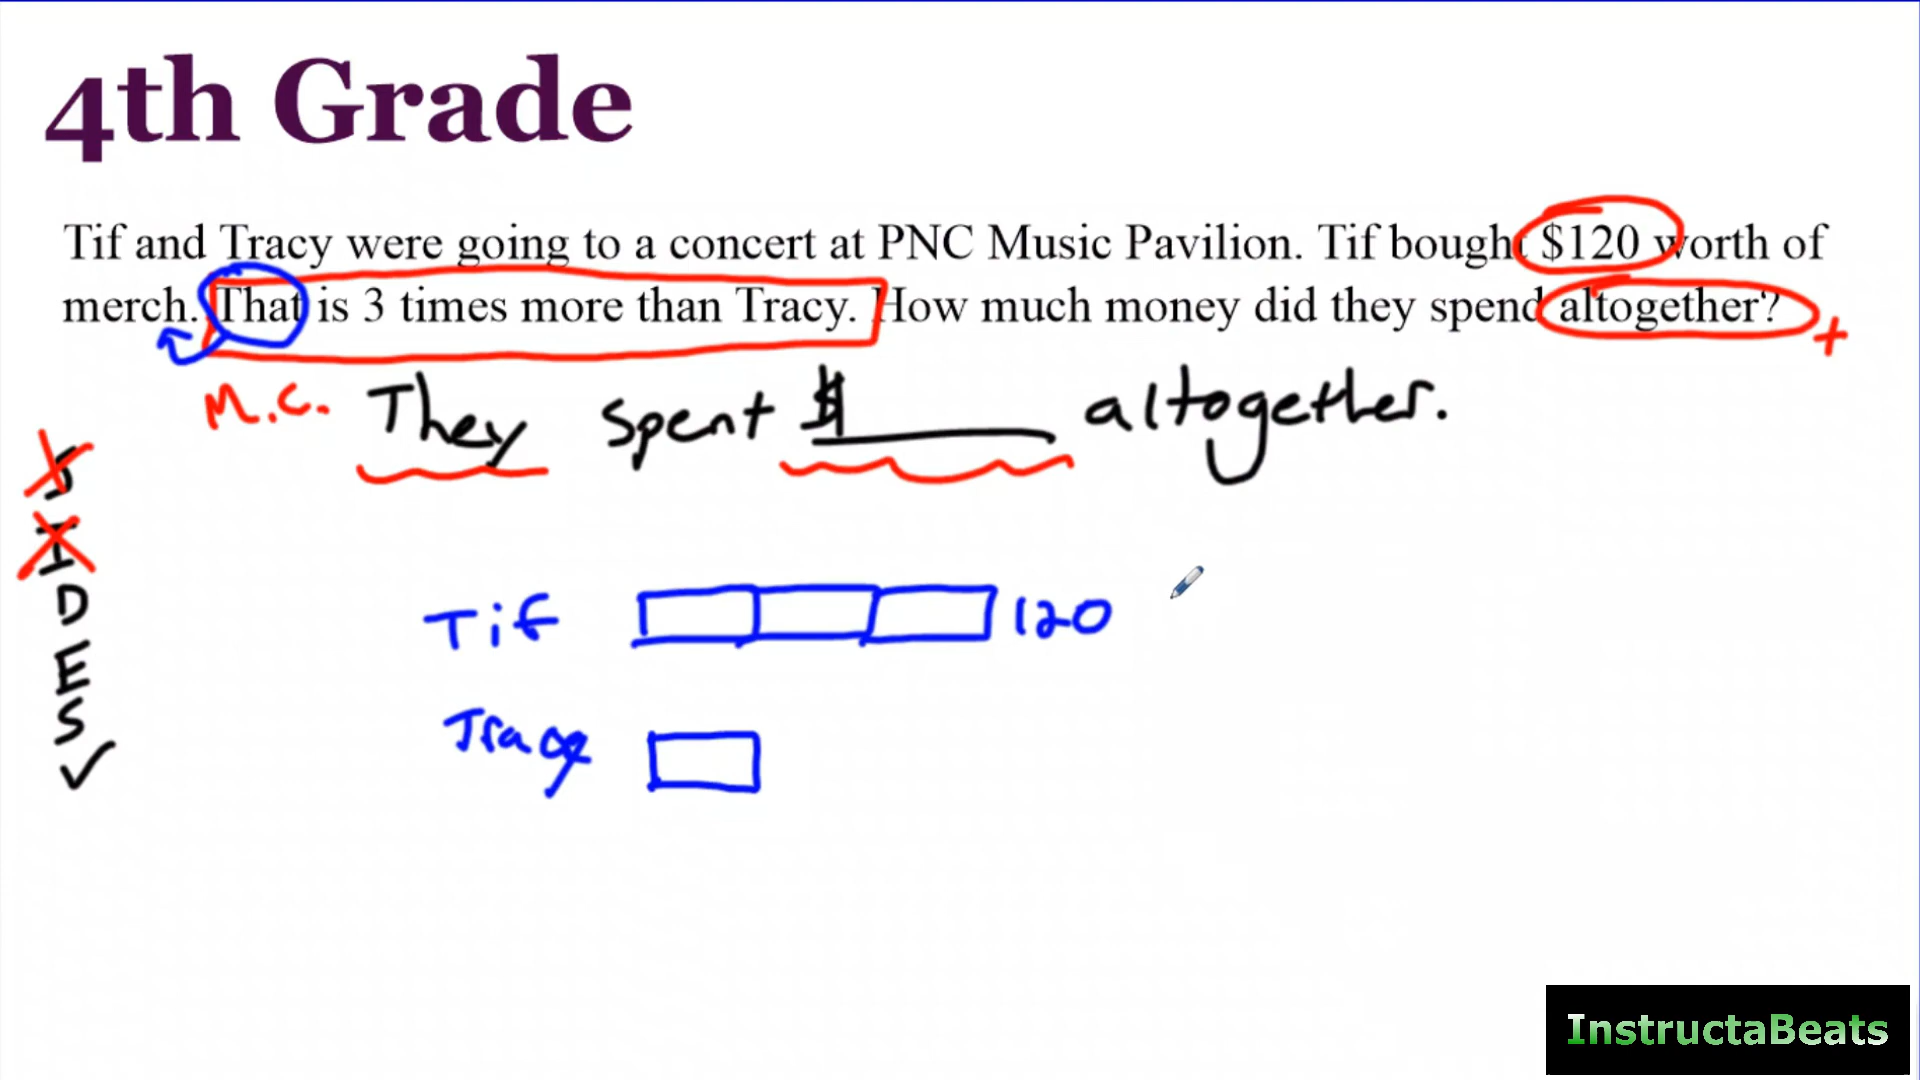 4th Grade
Tif and Tracy were going to a concert at PNC Music Pavilion. Tif bought $120 worth of
merch. That is 3 times more than Tracy. How much money did they spend altogether?
+
M.C. They spent $_____ altogether.
J
I
D
E
S
✓
Tif 120
Tracy
InstructaBeats